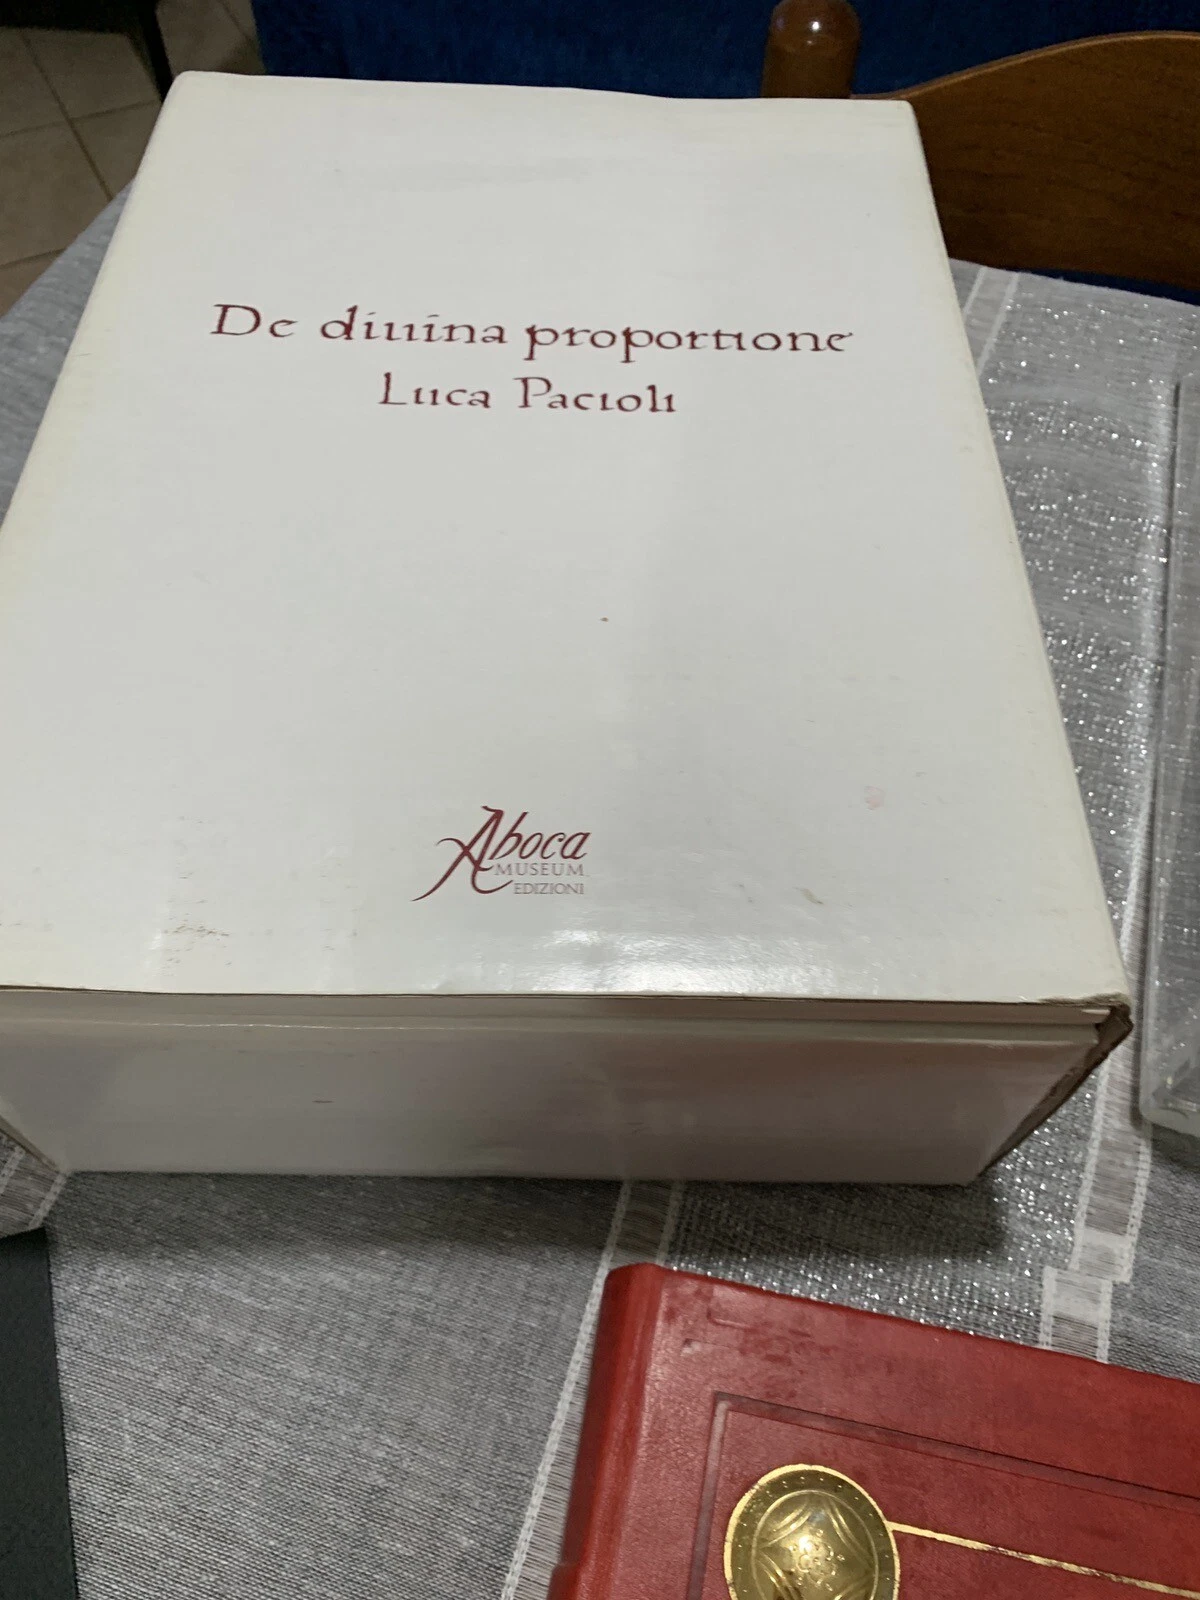 De diuina proportione
Luca Pacioli
Aboca
MUSEUM
EDIZIONI